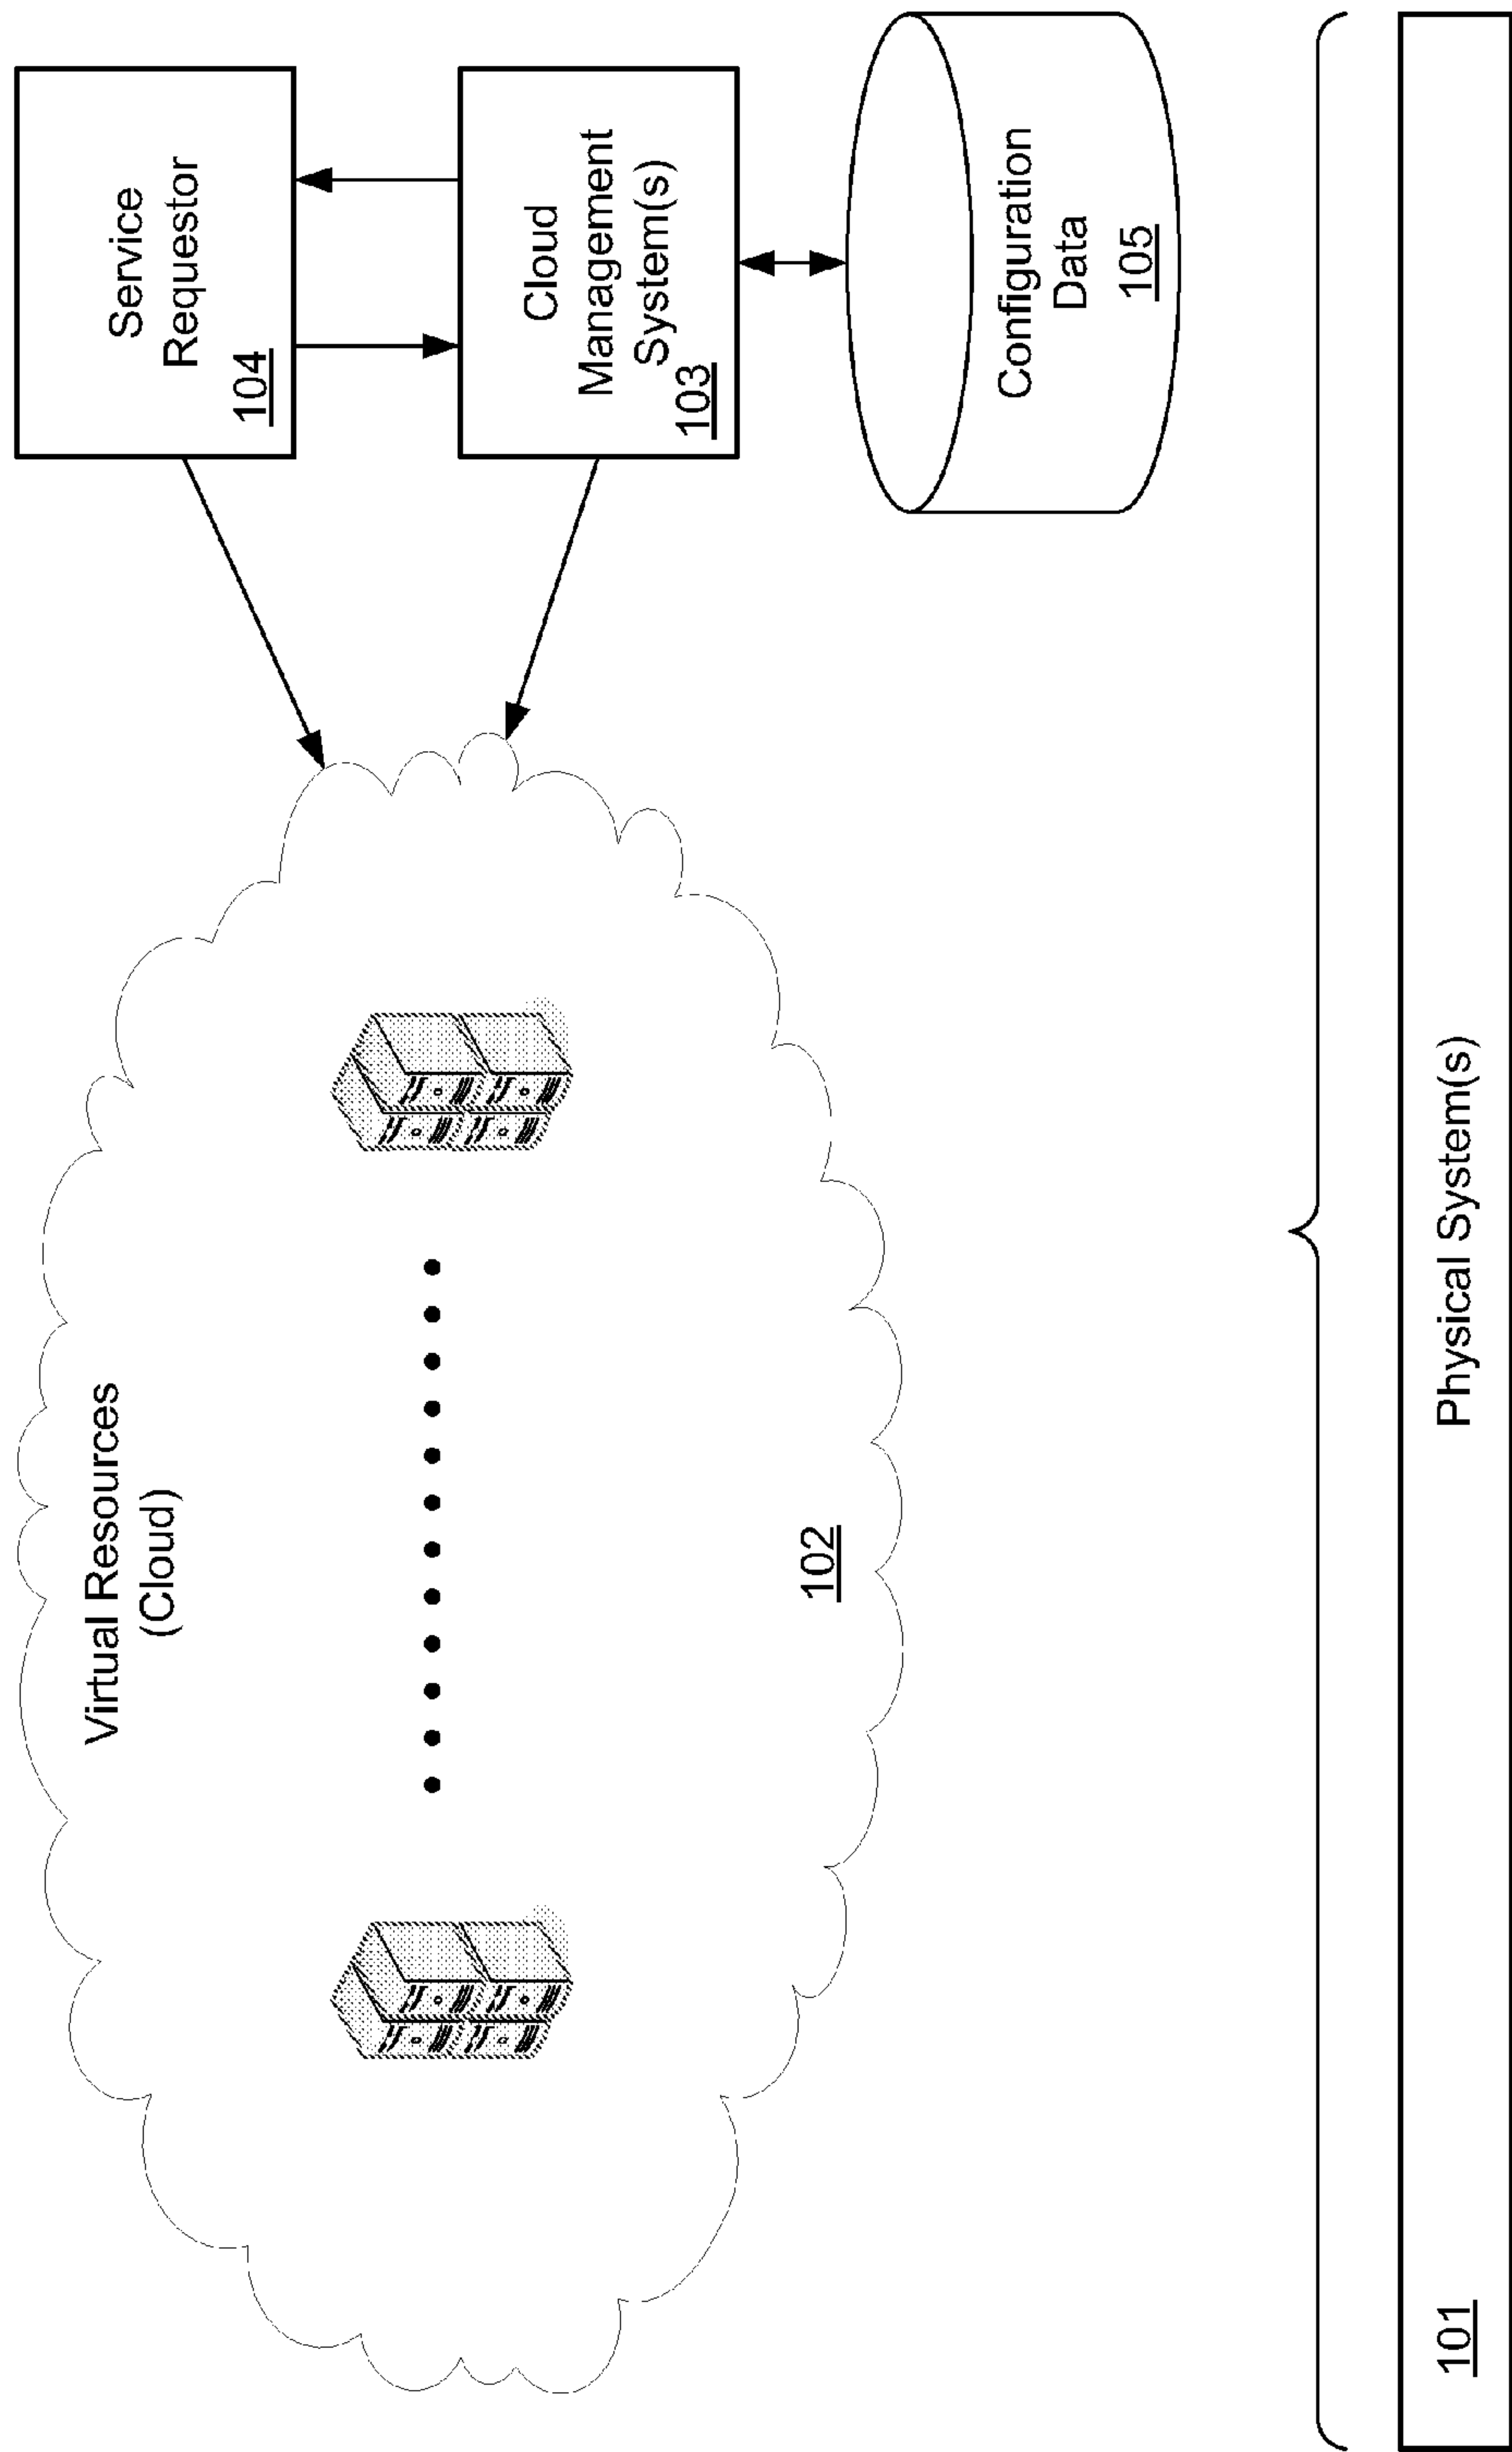 Virtual Resources
(Cloud)
102
Service
Requestor
104
Cloud
Management
System(s)
103
Configuration
Data
105
Physical System(s)
101